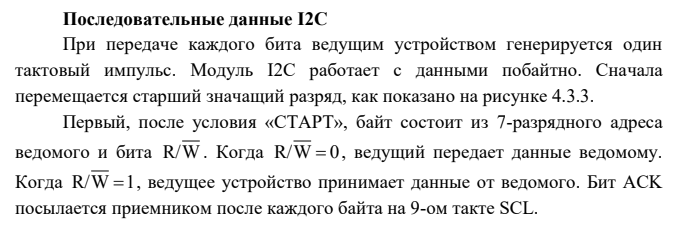 Последовательные данные I2C
При передаче каждого бита ведущим устройством генерируется один
тактовый импульс. Модуль I2C работает с данными побайтно. Сначала
перемещается старший значащий разряд, как показано на рисунке 4.3.3.
Первый, после условия «СТАРТ», байт состоит из 7-разрядного адреса
ведомого и бита R/W̅. Когда R/W̅ = 0, ведущий передает данные ведомому.
Когда R/W̅ = 1, ведущее устройство принимает данные от ведомого. Бит ACK
посылается приемником после каждого байта на 9-ом такте SCL.